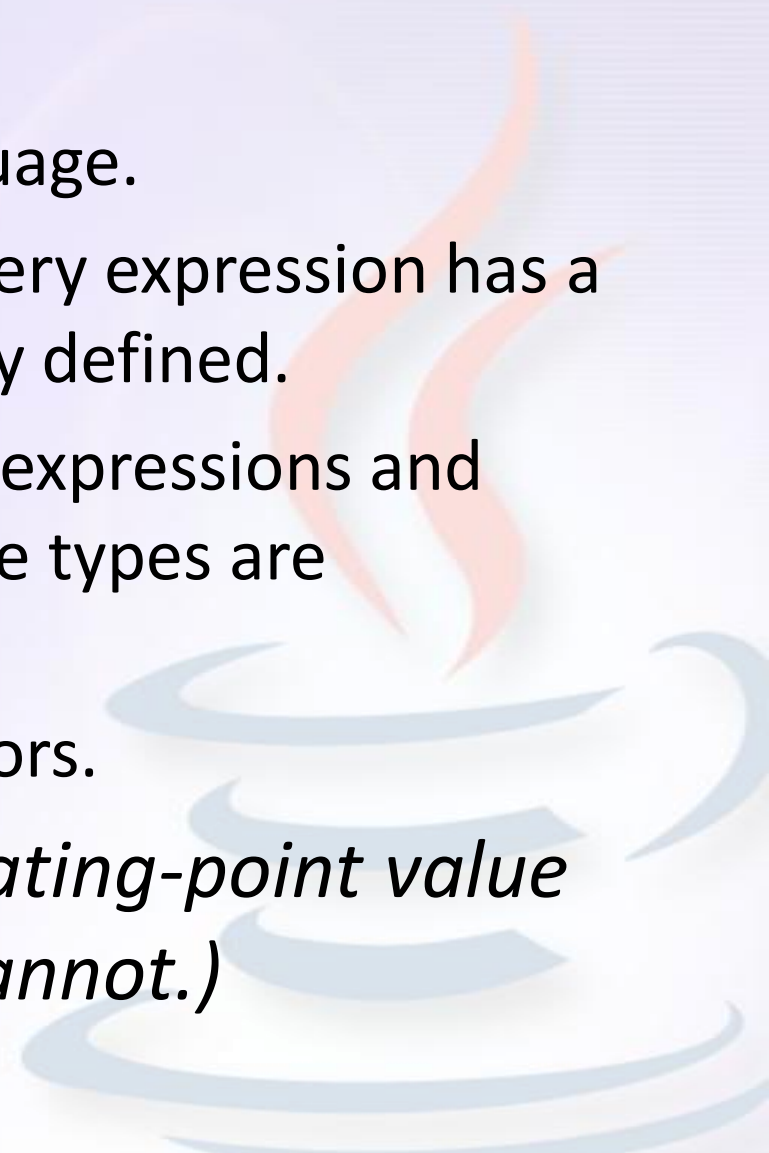 uage.
ery expression has a
y defined.
expressions and
e types are
ors.
ating-point value
annot.)